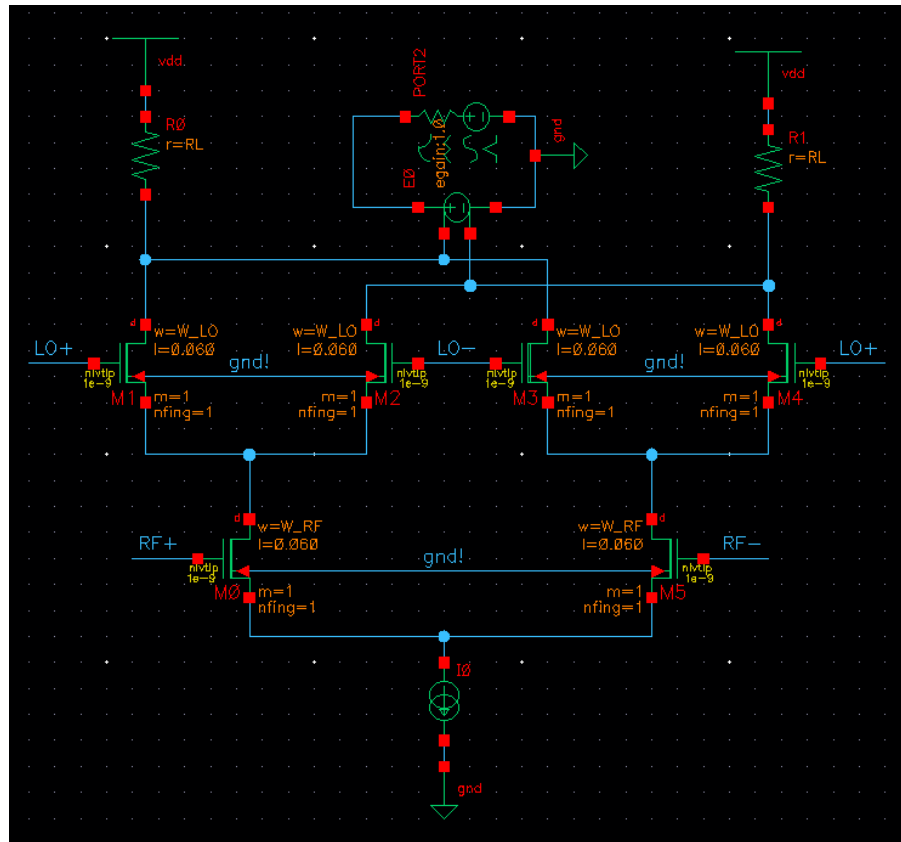 vdd
PORT2
vdd
R0
r=RL
gnd
R1
r=RL
egain:1.0
E0
w=W_LO
l=0.060
w=W_LO
l=0.060
w=W_LO
l=0.060
w=W_LO
l=0.060
d
d
d
d
LO+
gnd!
LO-
gnd!
LO+
nlvtlp
1e-9
nlvtlp
1e-9
nlvtlp
1e-9
nlvtlp
1e-9
M1
m=1
nfing=1
M2
m=1
nfing=1
M3
m=1
nfing=1
M4
d
w=W_RF
l=0.060
w=W_RF
l=0.060
d
RF+
gnd!
RF-
nlvtlp
1e-9
nlvtlp
1e-9
M0
m=1
nfing=1
m=1
nfing=1
M5
I0
gnd